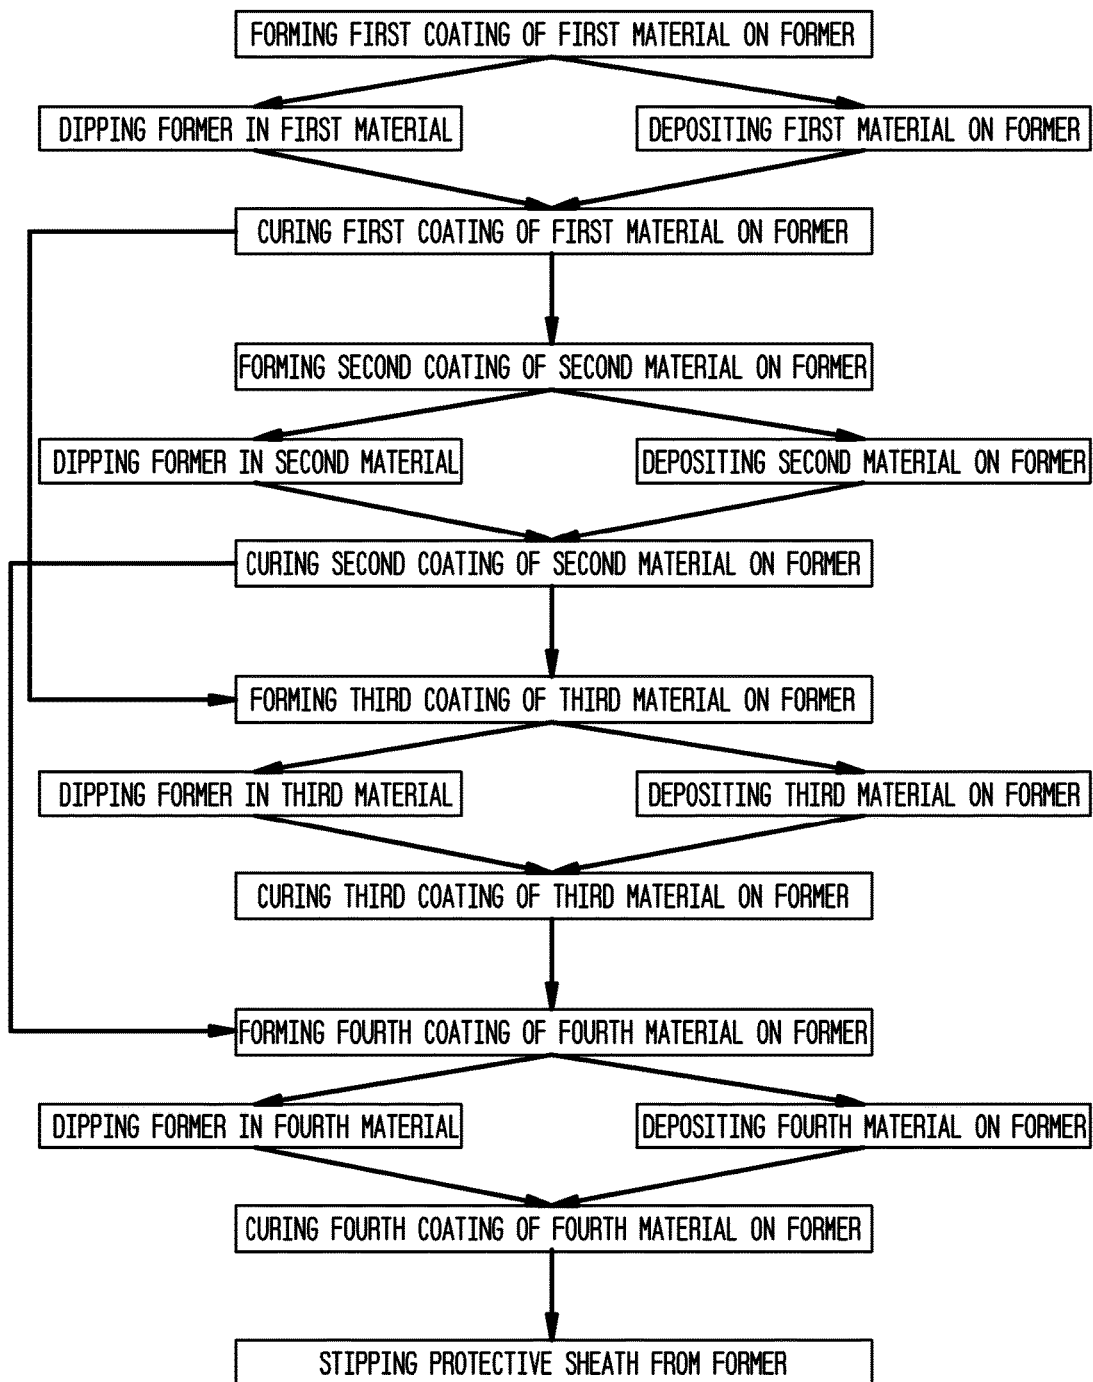 FORMING FIRST COATING OF FIRST MATERIAL ON FORMER
DIPPING FORMER IN FIRST MATERIAL
DEPOSITING FIRST MATERIAL ON FORMER
CURING FIRST COATING OF FIRST MATERIAL ON FORMER
FORMING SECOND COATING OF SECOND MATERIAL ON FORMER
DIPPING FORMER IN SECOND MATERIAL
DEPOSITING SECOND MATERIAL ON FORMER
CURING SECOND COATING OF SECOND MATERIAL ON FORMER
FORMING THIRD COATING OF THIRD MATERIAL ON FORMER
DIPPING FORMER IN THIRD MATERIAL
DEPOSITING THIRD MATERIAL ON FORMER
CURING THIRD COATING OF THIRD MATERIAL ON FORMER
FORMING FOURTH COATING OF FOURTH MATERIAL ON FORMER
DIPPING FORMER IN FOURTH MATERIAL
DEPOSITING FOURTH MATERIAL ON FORMER
CURING FOURTH COATING OF FOURTH MATERIAL ON FORMER
STIPPING PROTECTIVE SHEATH FROM FORMER